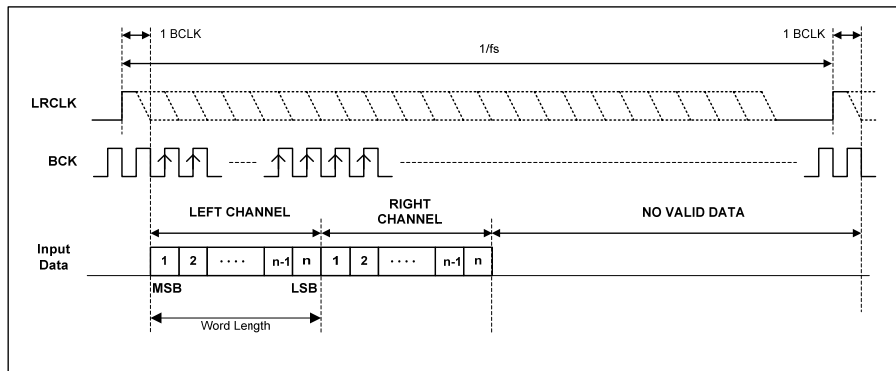 1 BCLK
1 BCLK
1/fs
LRCLK
BCK
LEFT CHANNEL
RIGHT
CHANNEL
NO VALID DATA
Input
Data
1 2 · · · · n-1 n 1 2 · · · · n-1 n
MSB LSB
Word Length